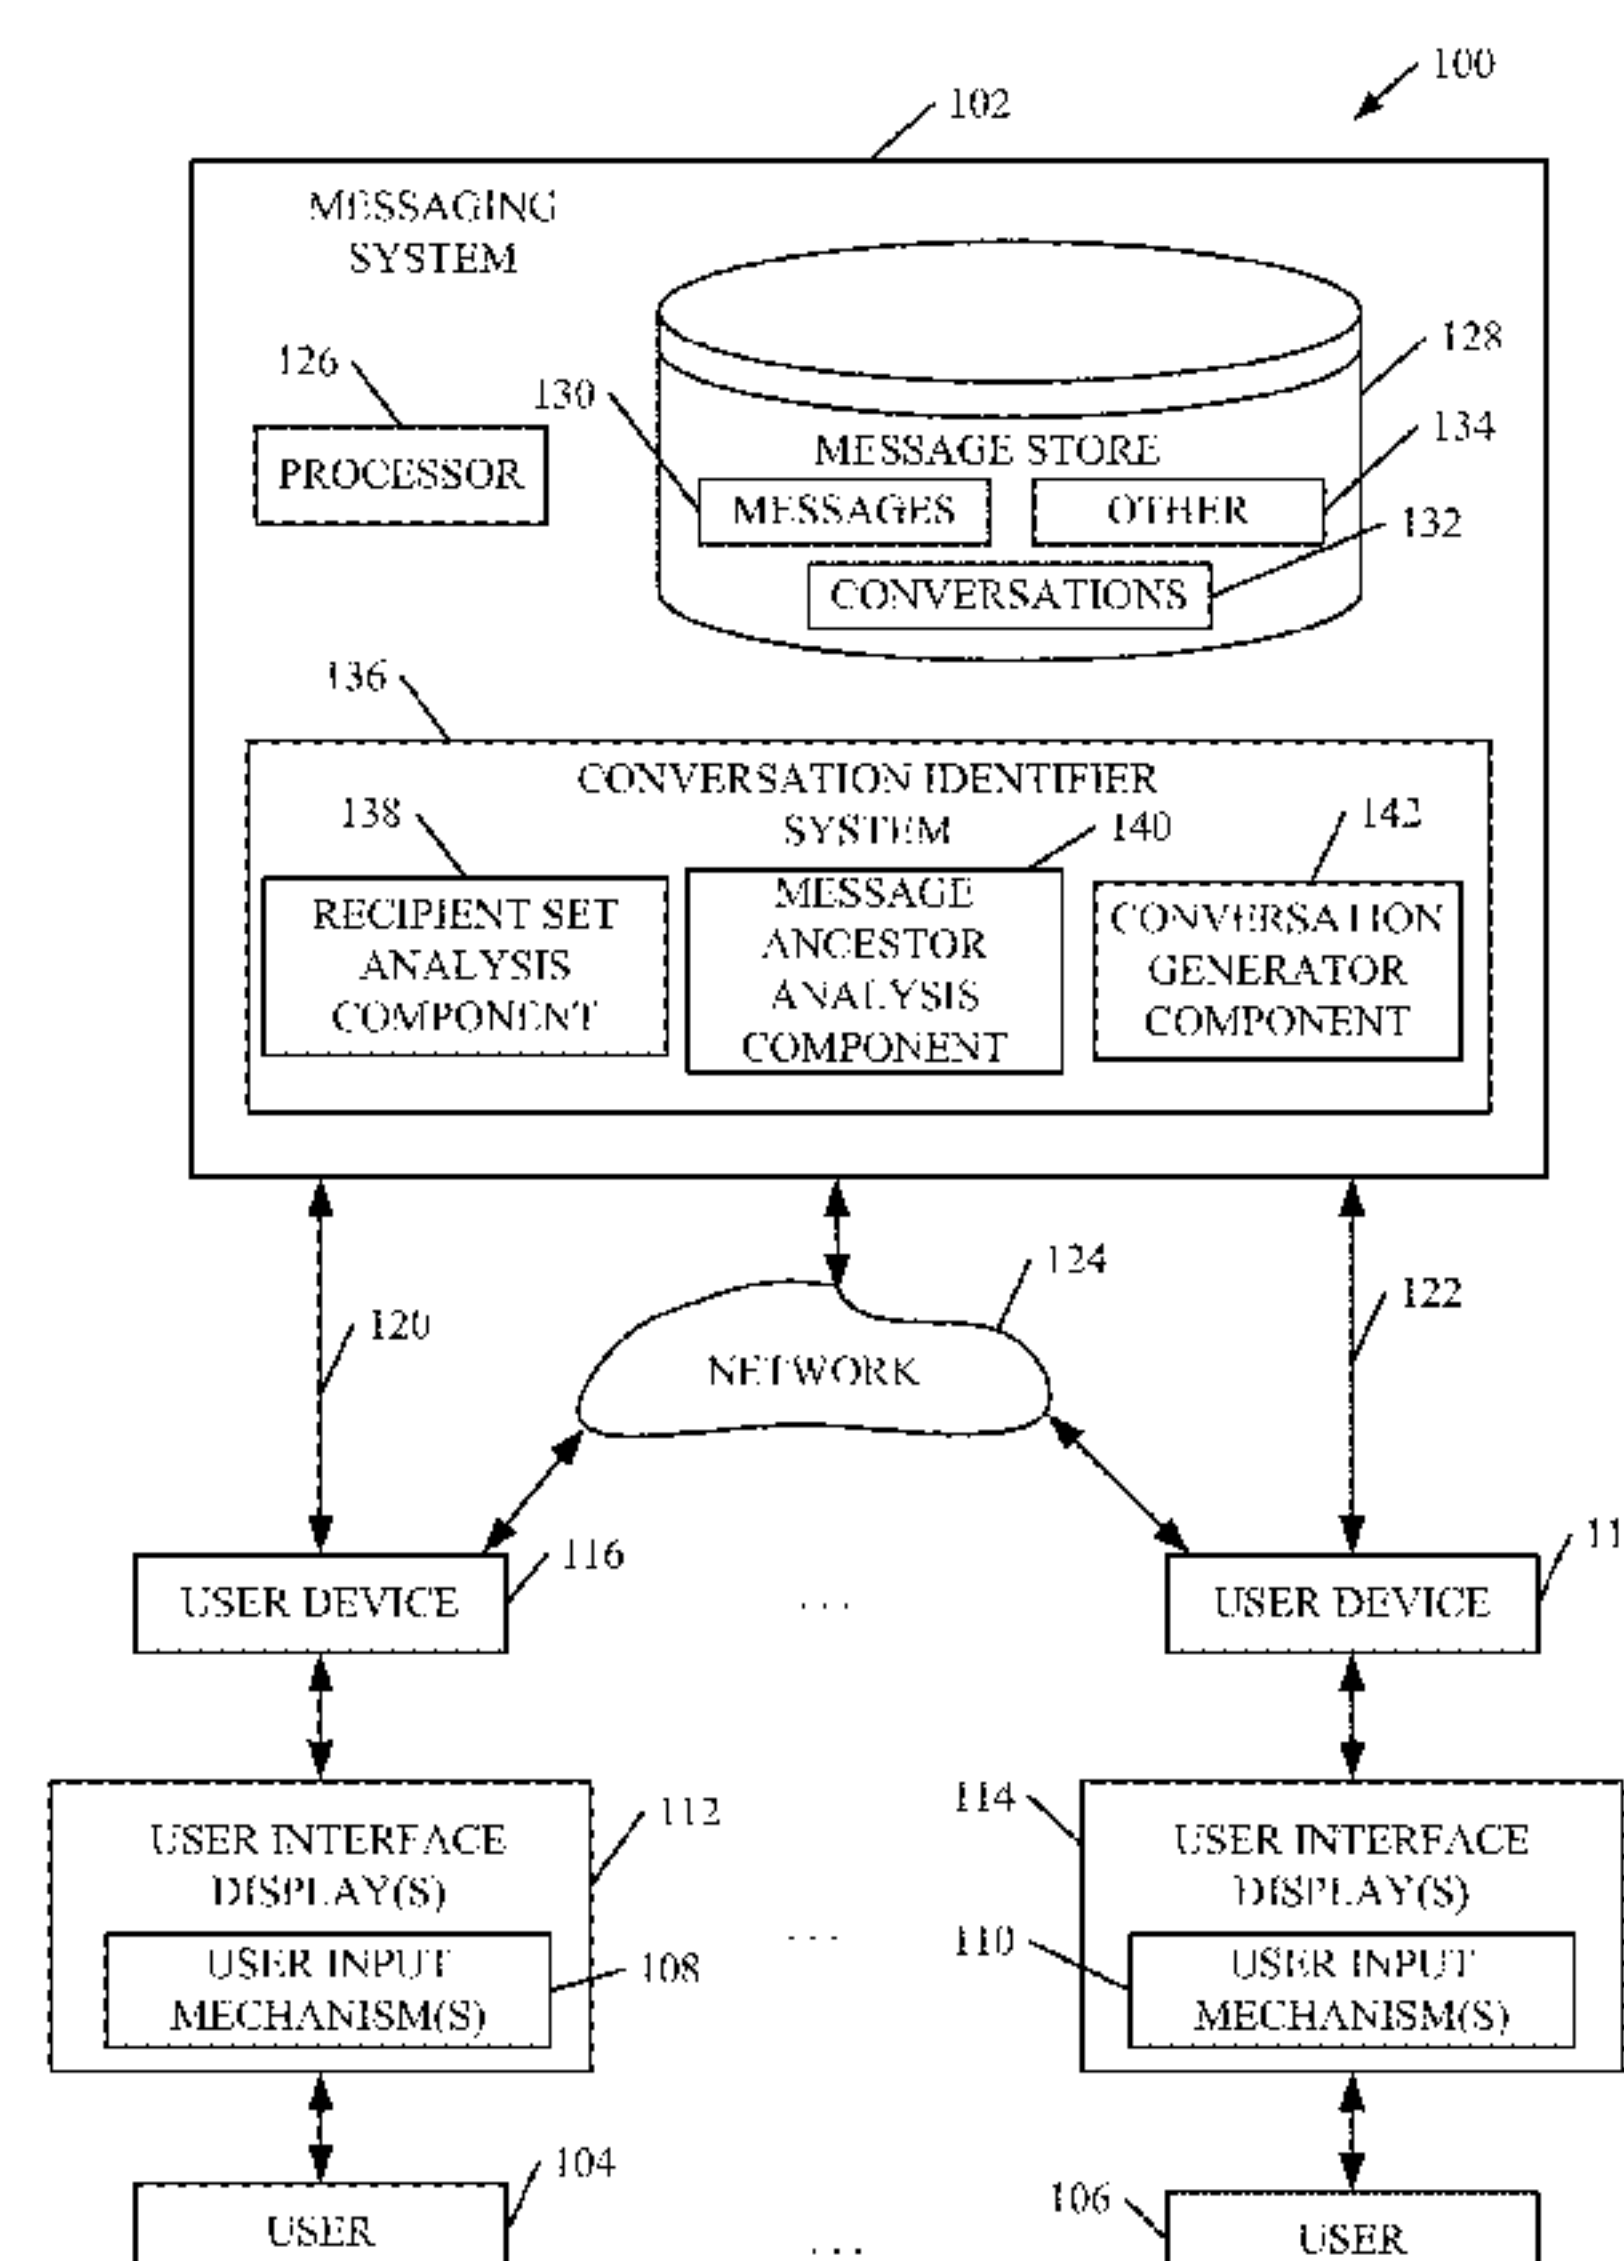 100
102
MESSAGING
SYSTEM
128
126
130
134
MESSAGE STORE
PROCESSOR
MESSAGES
OTHER
132
CONVERSATIONS
136
CONVERSATION IDENTIFIER
SYSTEM
138
140
142
RECIPIENT SET
ANALYSIS
COMPONENT
MESSAGE
ANCESTOR
ANALYSIS
COMPONENT
CONVERSATION
GENERATOR
COMPONENT
124
122
120
NETWORK
116
11
USER DEVICE
...
USER DEVICE
112
114
USER INTERFACE
DISPLAY(S)
USER INTERFACE
DISPLAY(S)
...
110
108
USER INPUT
MECHANISM(S)
USER INPUT
MECHANISM(S)
104
106
USER
...
USER